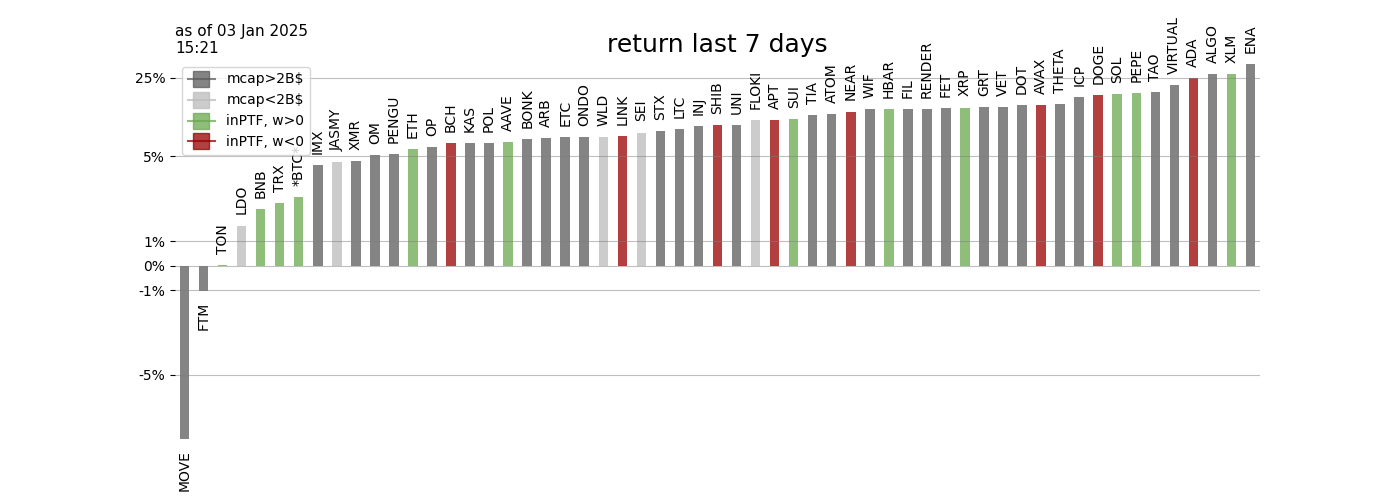 as of 03 Jan 2025
15:21
return last 7 days
mcap>2B$
mcap<2B$
inPTF, w>0
inPTF, w<0
25%
5%
1%
0%
-1%
-5%
MOVE
FTM
TON
LDO
BNB
TRX
*BTC*
IMX
JASMY
XMR
OM
PENGU
ETH
OP
BCH
KAS
POL
AAVE
BONK
ARB
ETC
ONDO
WLD
LINK
SEI
STX
LTC
INJ
SHIB
UNI
FLOKI
APT
SUI
TIA
ATOM
NEAR
WIF
HBAR
FIL
RENDER
FET
XRP
GRT
VET
DOT
AVAX
THETA
ICP
DOGE
SOL
PEPE
TAO
VIRTUAL
ADA
ALGO
XLM
ENA